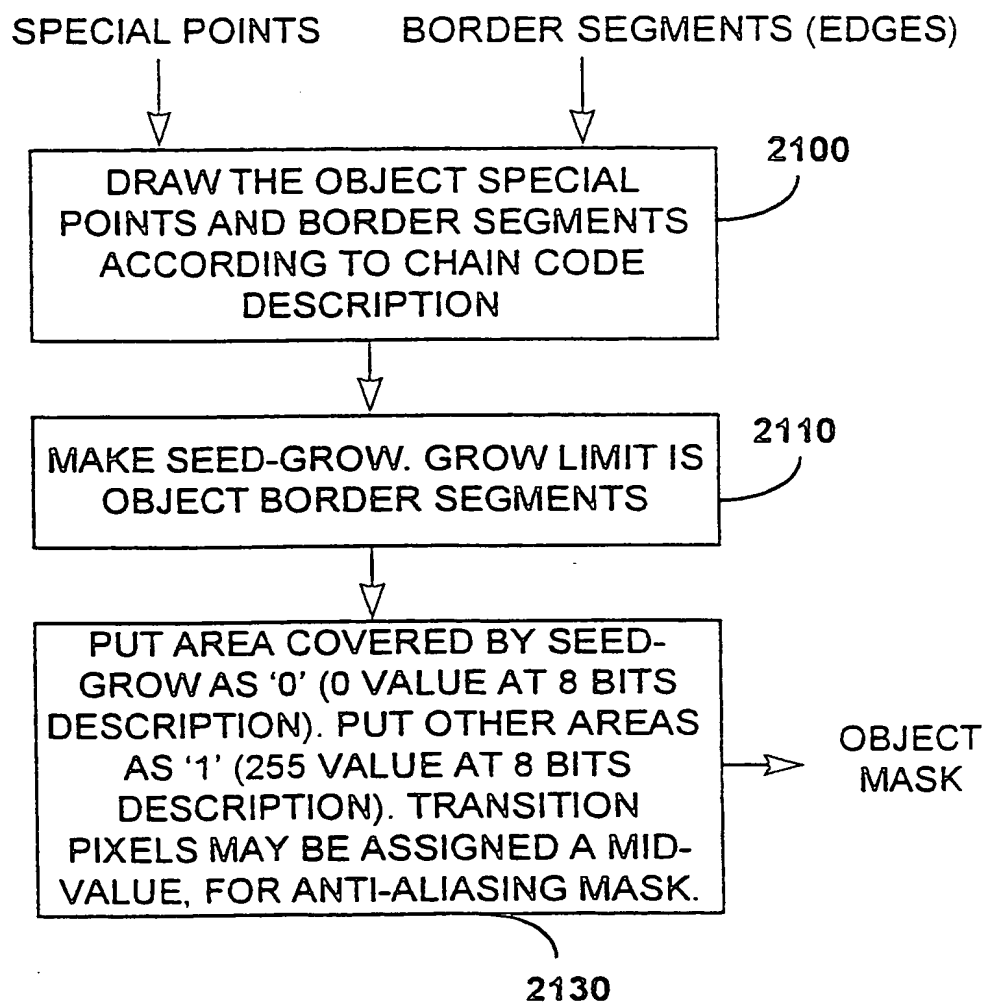 SPECIAL POINTS
BORDER SEGMENTS (EDGES)
2100
DRAW THE OBJECT SPECIAL
POINTS AND BORDER SEGMENTS
ACCORDING TO CHAIN CODE
DESCRIPTION
2110
MAKE SEED-GROW. GROW LIMIT IS
OBJECT BORDER SEGMENTS
PUT AREA COVERED BY SEED-
GROW AS ‘0’ (0 VALUE AT 8 BITS
DESCRIPTION). PUT OTHER AREAS
AS ‘1’ (255 VALUE AT 8 BITS
DESCRIPTION). TRANSITION
PIXELS MAY BE ASSIGNED A MID-
VALUE, FOR ANTI-ALIASING MASK.
OBJECT
MASK
2130